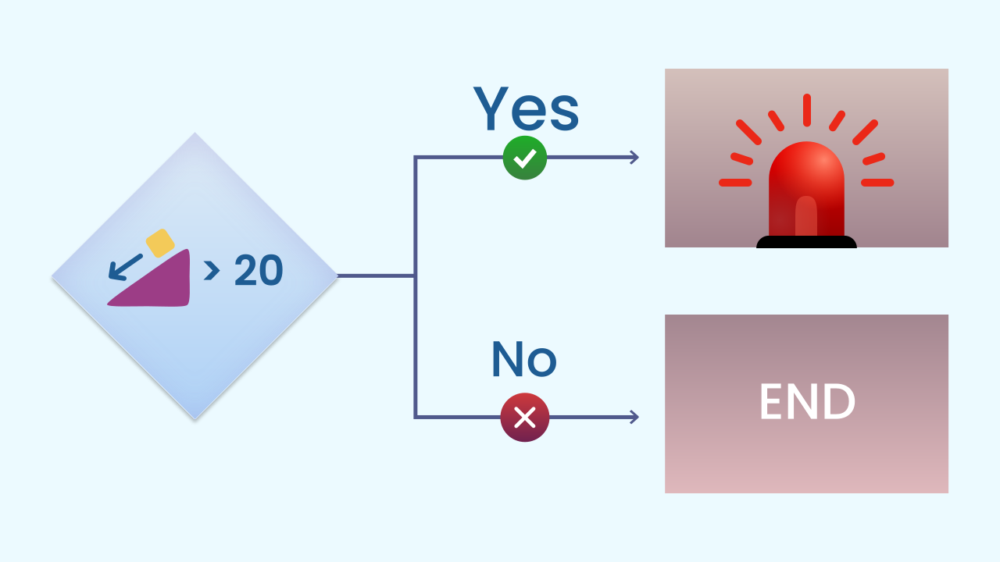 > 20
Yes
No
END